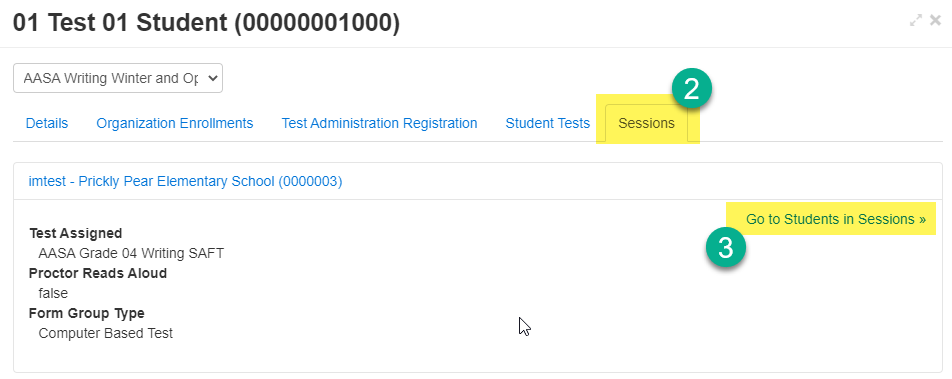 01 Test 01 Student (00000001000)
AASA Writing Winter and Op
2
Details Organization Enrollments Test Administration Registration Student Tests Sessions
imtest - Prickly Pear Elementary School (0000003)
Go to Students in Sessions »
3
Test Assigned
AASA Grade 04 Writing SAFT
Proctor Reads Aloud
false
Form Group Type
Computer Based Test